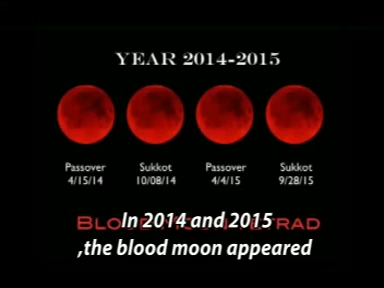 YEAR 2014-2015
Passover Sukkot Passover Sukkot
4/15/14 10/08/14 4/4/15 9/28/15
In 2014 and 2015
,the blood moon appeared